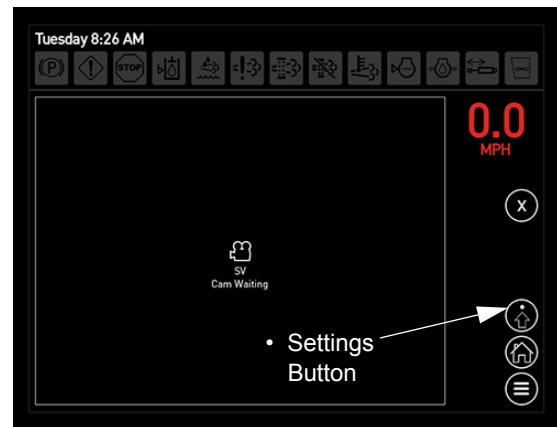 Tuesday 8:26 AM
P
STOP
0.0
MPH
X
SV
Cam Waiting
• Settings
Button